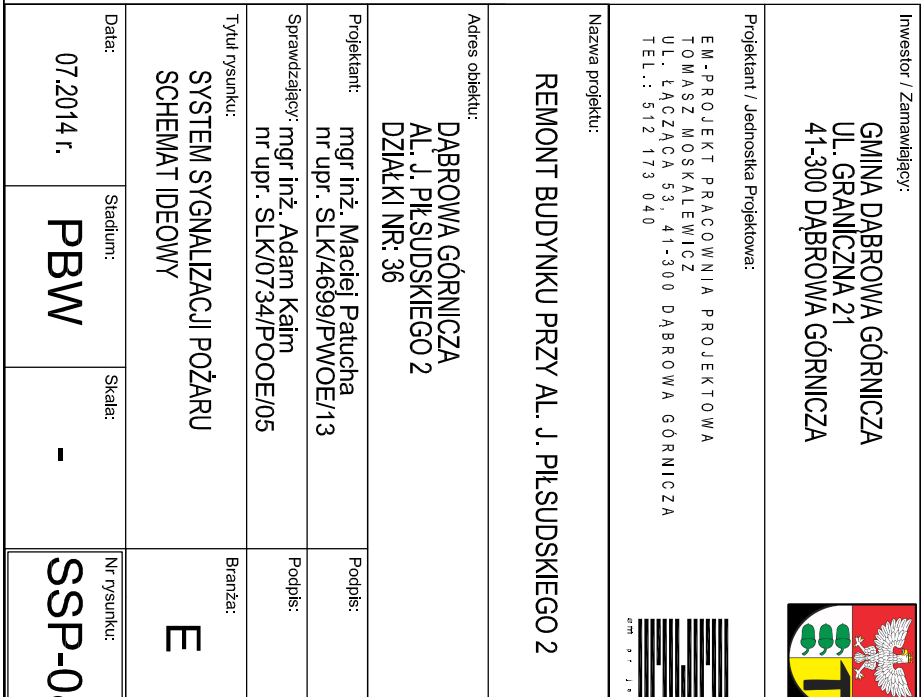 Inwestor / Zamawiający:
GMINA DĄBROWA GÓRNICZA
UL. GRANICZNA 21
41-300 DĄBROWA GÓRNICZA
Projektant / Jednostka Projektowa:
EM-PROJEKT PRACOWNIA PROJEKTOWA
TOMASZ MOSKALEWICZ
UL. ŁĄCZĄCA 53, 41-300 DĄBROWA GÓRNICZA
TEL.: 512 173 040
Nazwa projektu:
REMONT BUDYNKU PRZY AL. J. PIŁSUDSKIEGO 2
Adres obiektu:
DĄBROWA GÓRNICZA
AL. J. PIŁSUDSKIEGO 2
DZIAŁKI NR: 36
Projektant:
mgr inż. Maciej Patucha
nr upr. SLK/4699/PWOE/13
Podpis:
Sprawdzający:
mgr inż. Adam Kaim
nr upr. SLK/0734/POOE/05
Podpis:
Tytuł rysunku:
SYSTEM SYGNALIZACJI POŻARU
SCHEMAT IDEOWY
Branża:
E
Data:
07.2014 r.
Stadium:
PBW
Skala:
-
Nr rysunku:
SSP-0